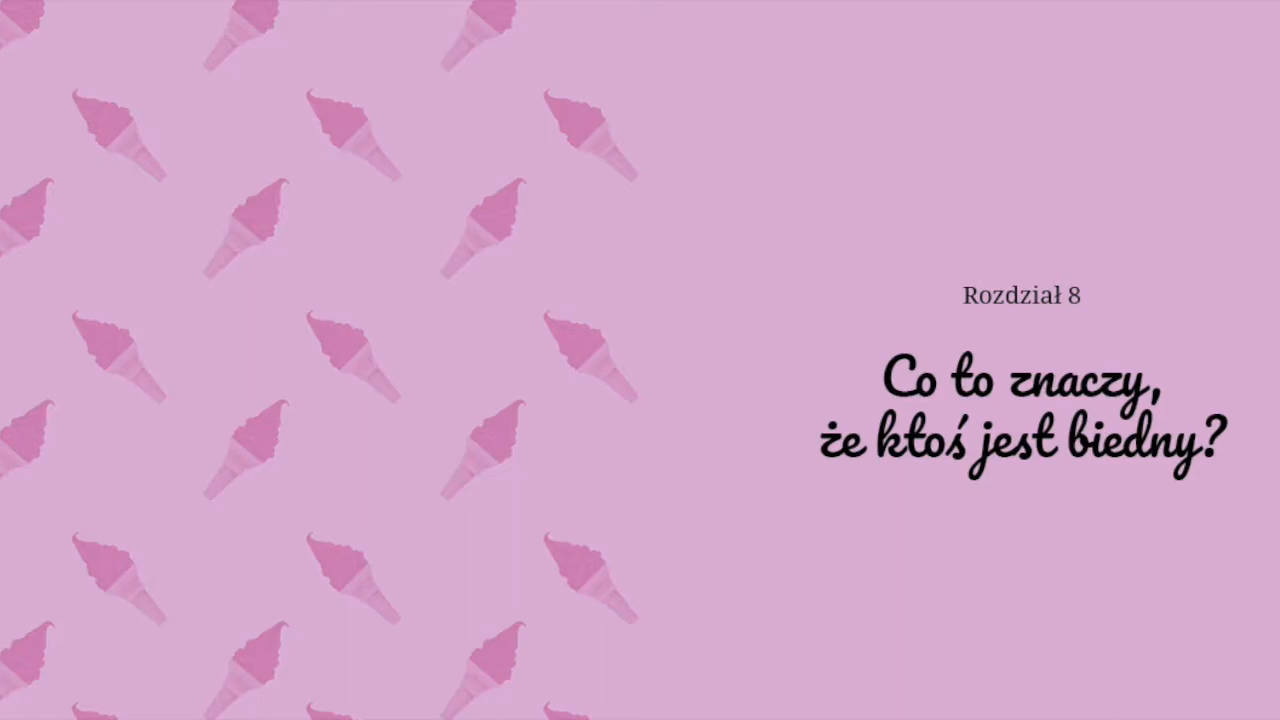 Rozdział 8
Co to znaczy,
że ktoś jest biedny?